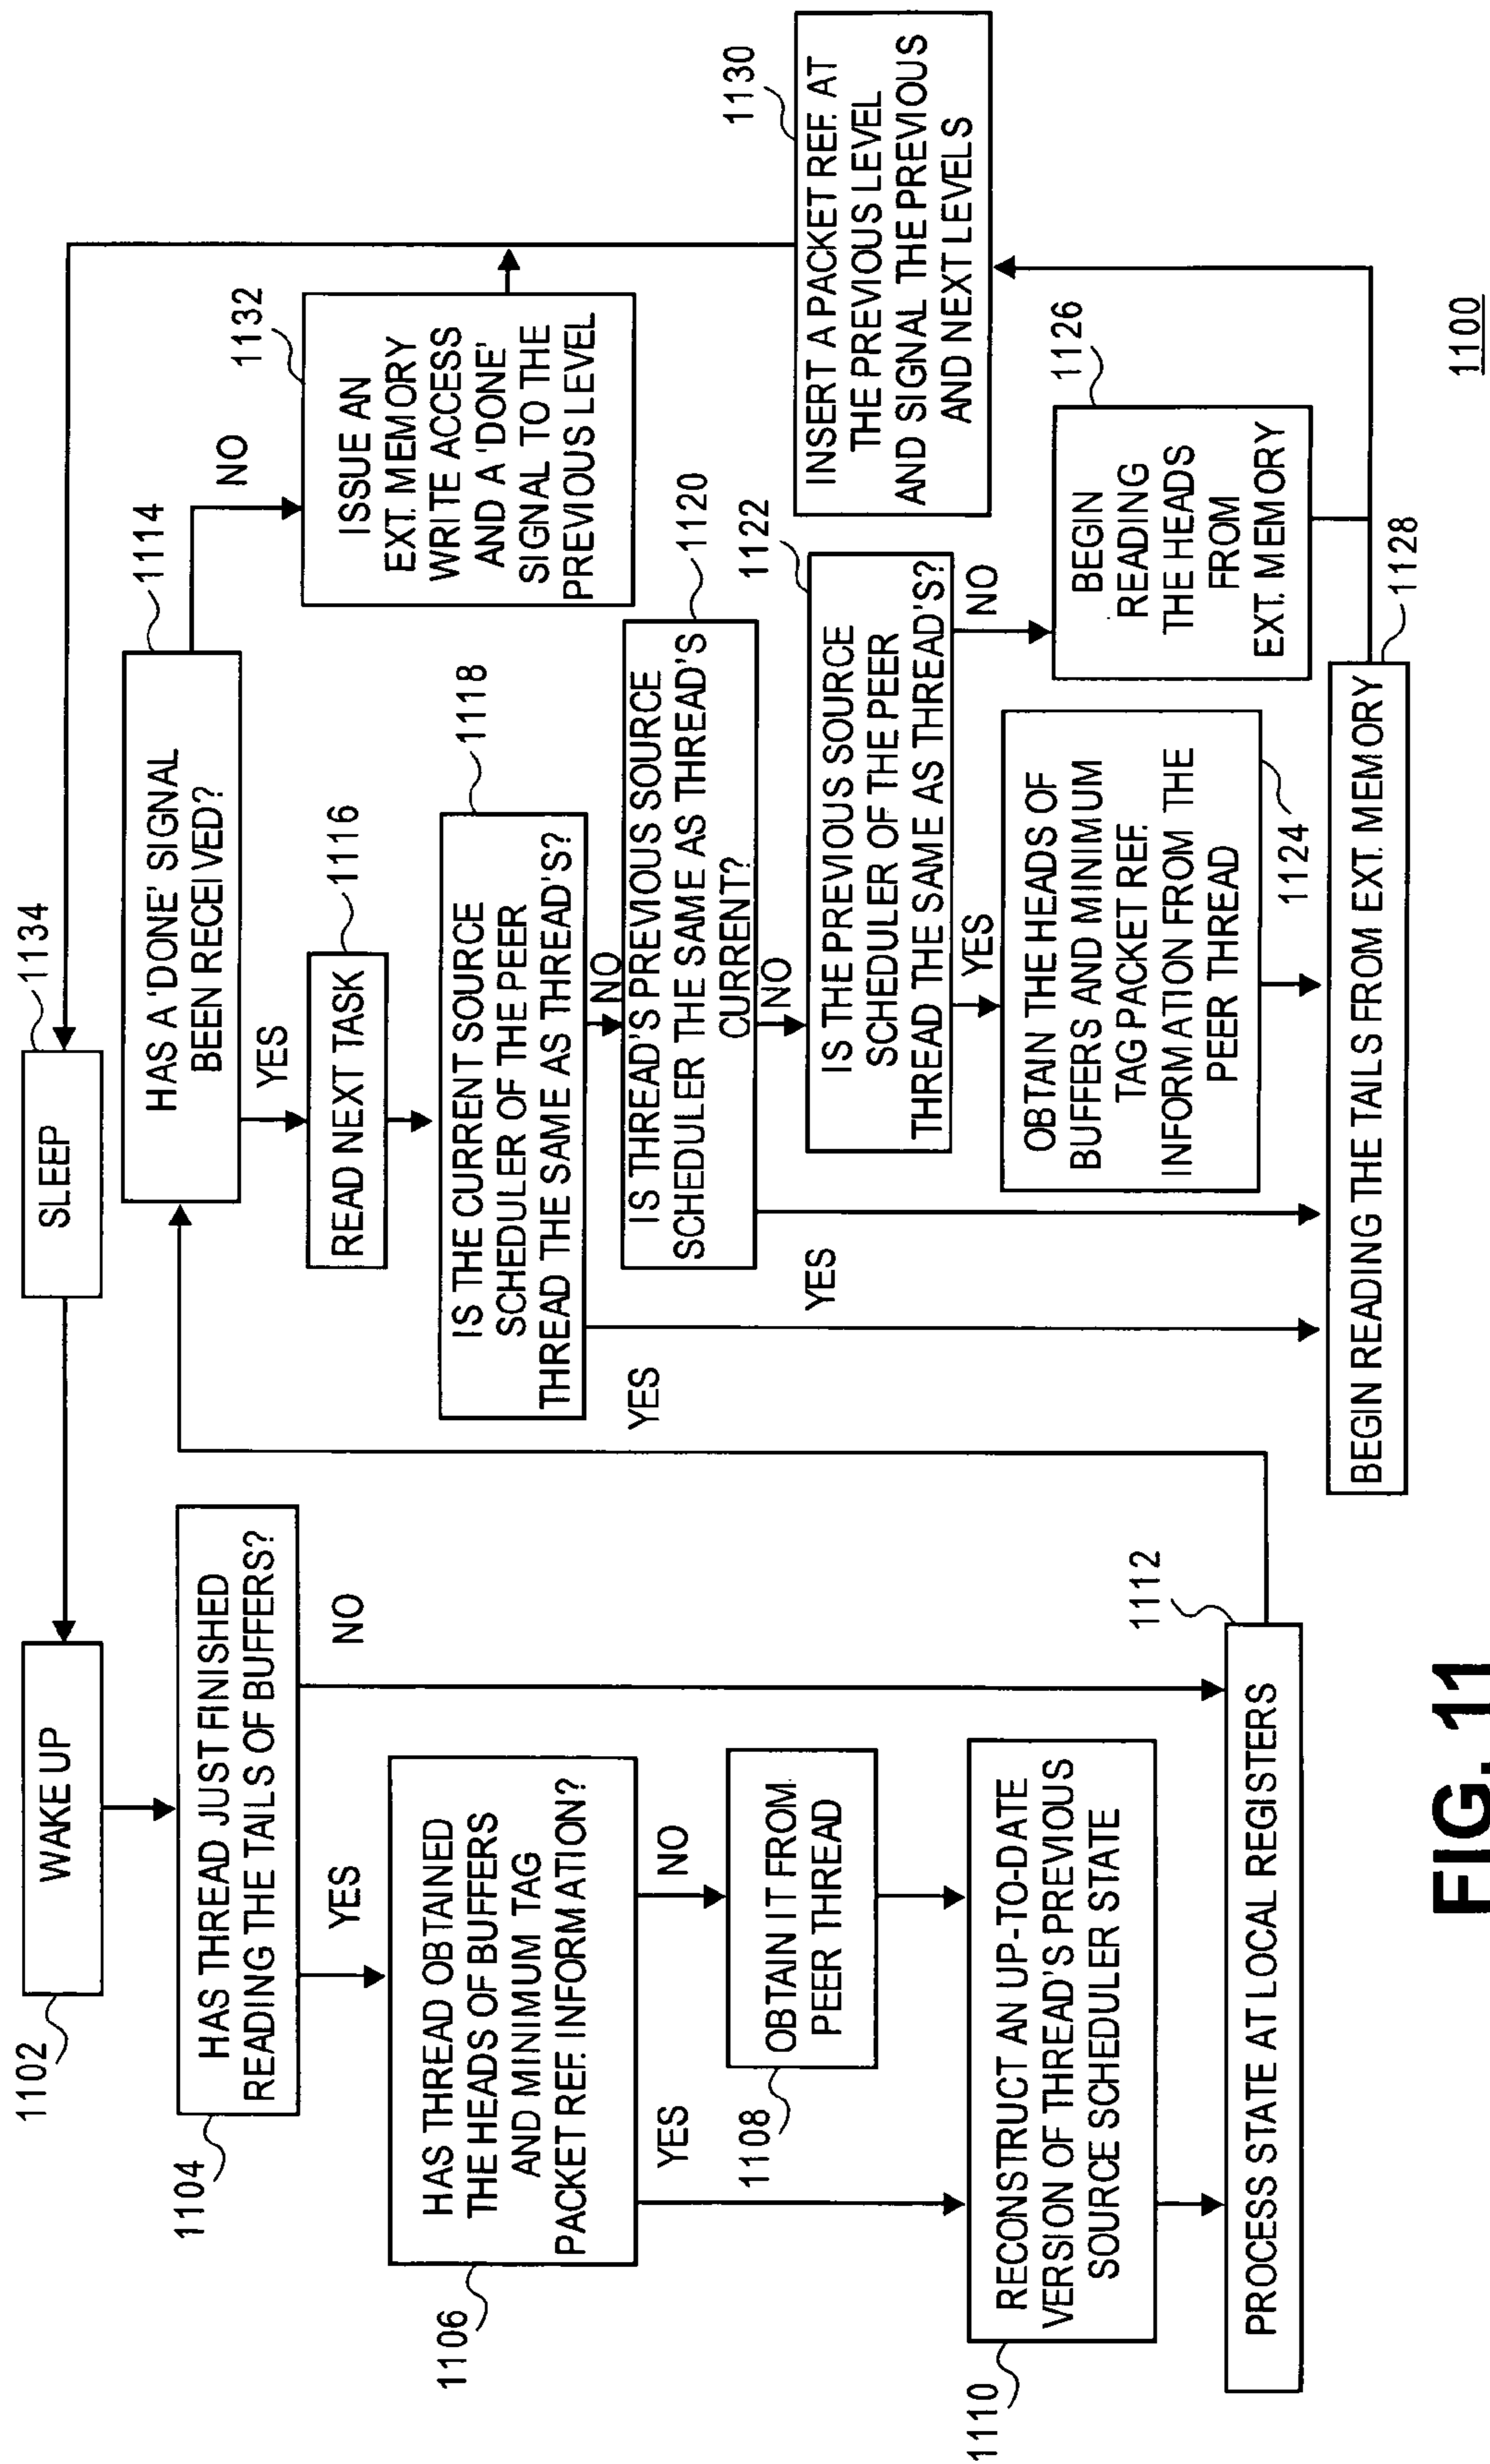 1102
WAKE UP
1104
HAS THREAD JUST FINISHED
READING THE TAILS OF BUFFERS?
YES
NO
1106
HAS THREAD OBTAINED
THE HEADS OF BUFFERS
AND MINIMUM TAG
PACKET REF. INFORMATION?
YES
NO
1108
OBTAIN IT FROM
PEER THREAD
1110
RECONSTRUCT AN UP-TO-DATE
VERSION OF THREAD'S PREVIOUS
SOURCE SCHEDULER STATE
1112
PROCESS STATE AT LOCAL REGISTERS
SLEEP
1134
HAS A 'DONE' SIGNAL
BEEN RECEIVED?
1114
YES
NO
READ NEXT TASK
1116
ISSUE AN
EXT. MEMORY
WRITE ACCESS
AND A 'DONE'
SIGNAL TO THE
PREVIOUS LEVEL
1132
IS THE CURRENT SOURCE
SCHEDULER OF THE PEER
THREAD THE SAME AS THREAD'S?
1118
YES
NO
IS THREAD'S PREVIOUS SOURCE
SCHEDULER THE SAME AS THREAD'S
CURRENT?
1120
YES
NO
IS THE PREVIOUS SOURCE
SCHEDULER OF THE PEER
THREAD THE SAME AS THREAD'S?
1122
YES
NO
OBTAIN THE HEADS OF
BUFFERS AND MINIMUM
TAG PACKET REF.
INFORMATION FROM THE
PEER THREAD
1124
BEGIN
READING
THE HEADS
FROM
EXT. MEMORY
1126
BEGIN READING THE TAILS FROM EXT. MEMORY
1128
INSERT A PACKET REF. AT
THE PREVIOUS LEVEL
AND SIGNAL THE PREVIOUS
AND NEXT LEVELS
1130
1100
FIG. 11